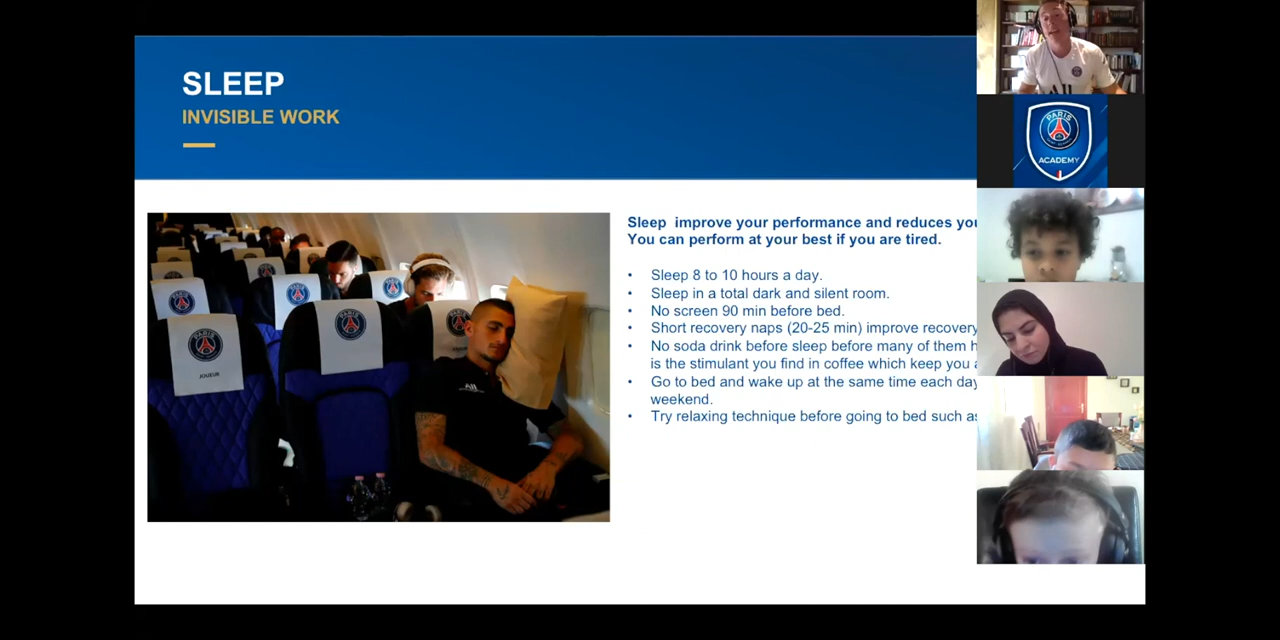 SLEEP
INVISIBLE WORK
Sleep improve your performance and reduces you
You can perform at your best if you are tired.
• Sleep 8 to 10 hours a day.
• Sleep in a total dark and silent room.
• No screen 90 min before bed.
• Short recovery naps (20-25 min) improve recovery
• No soda drink before sleep before many of them h
is the stimulant you find in coffee which keep you a
• Go to bed and wake up at the same time each day
weekend.
• Try relaxing technique before going to bed such as
PARIS
JOUEUR
PARIS
ACADEMY